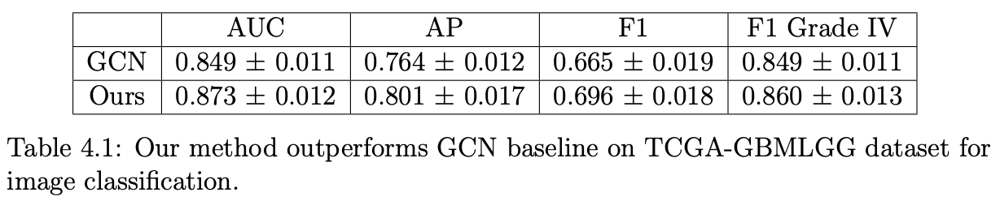 AUC AP F1 F1 Grade IV
GCN 0.849 ± 0.011 0.764 ± 0.012 0.665 ± 0.019 0.849 ± 0.011
Ours 0.873 ± 0.012 0.801 ± 0.017 0.696 ± 0.018 0.860 ± 0.013
Table 4.1: Our method outperforms GCN baseline on TCGA-GBMLGG dataset for
image classification.